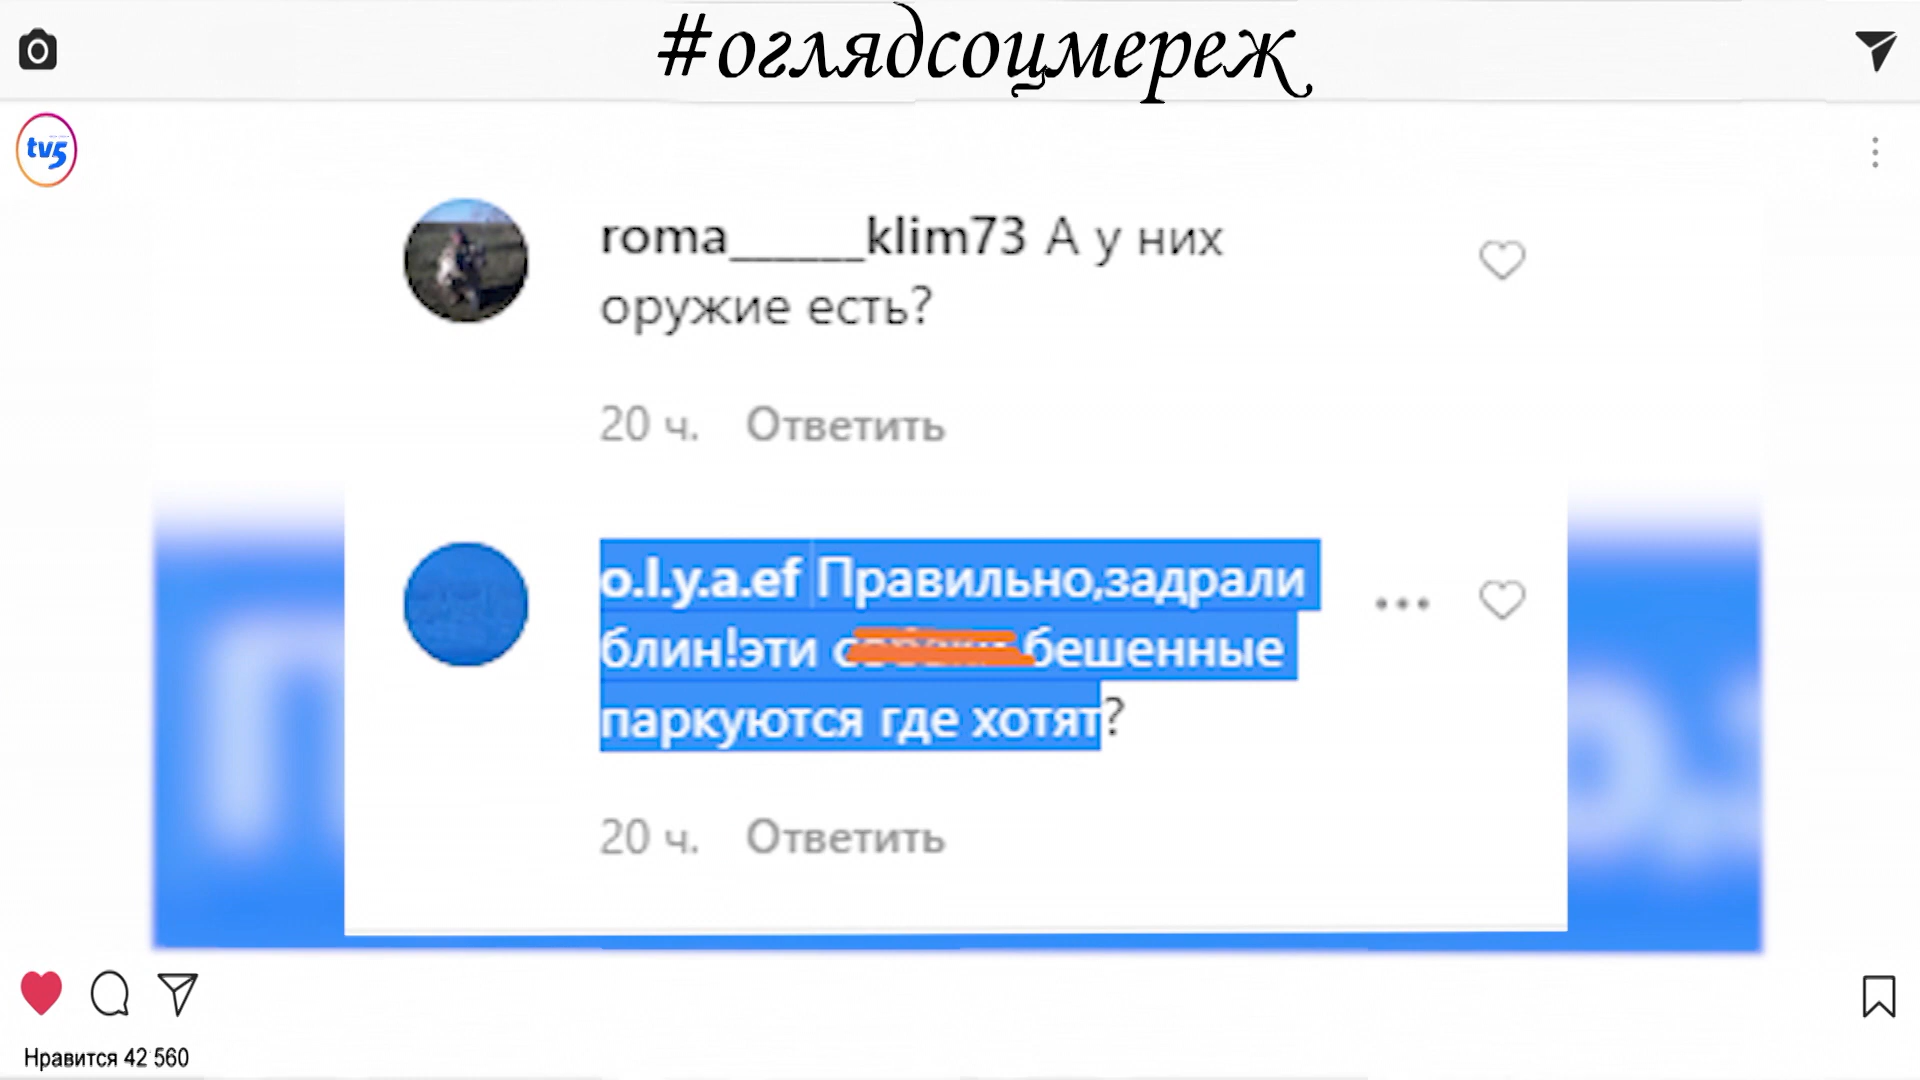 #оглядсоцмереж
tv5
roma______klim73 А у них
оружие есть?
20 ч. Ответить
o.l.y.a.ef Правильно,задрали
блин!эти бешенные
паркуются где хотят?
20 ч. Ответить
Нравится 42 560